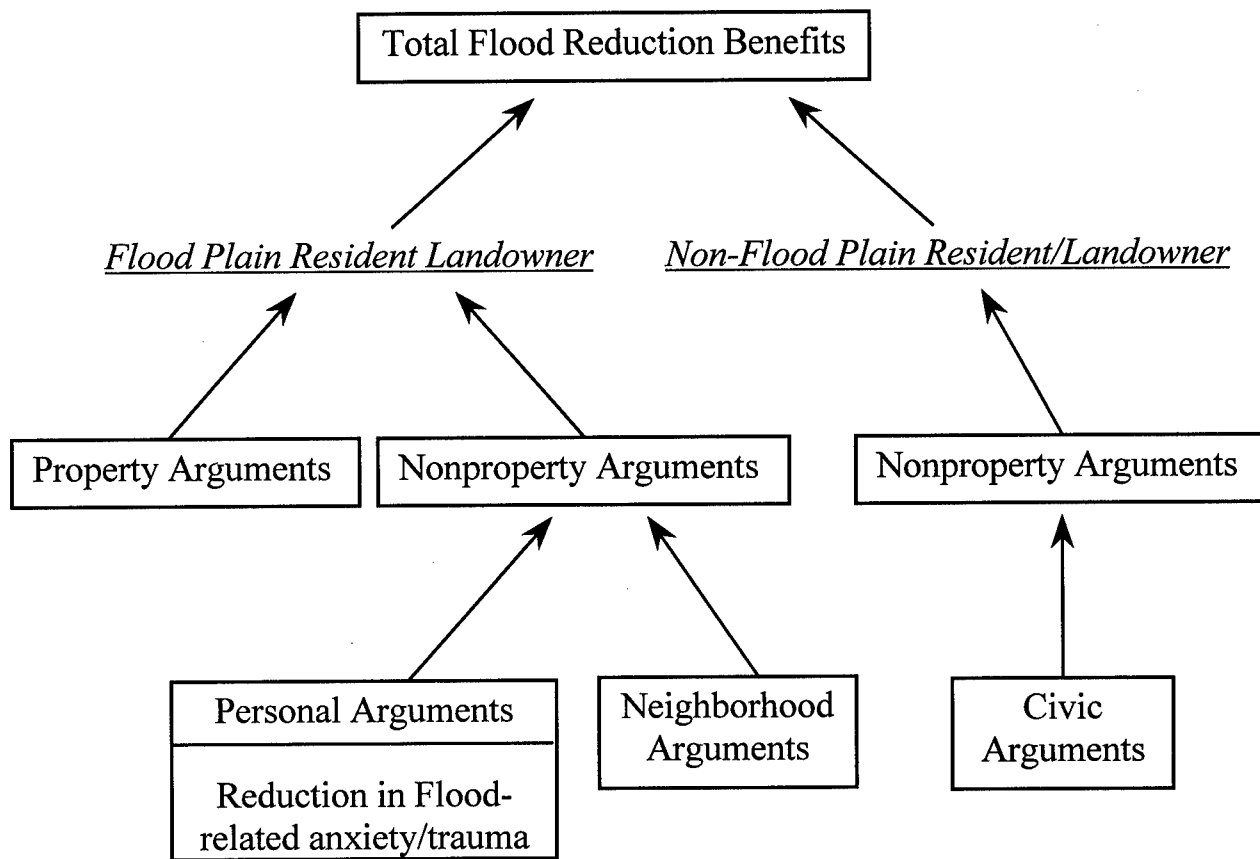 Total Flood Reduction Benefits
Flood Plain Resident Landowner
Non-Flood Plain Resident/Landowner
Property Arguments
Nonproperty Arguments
Nonproperty Arguments
Personal Arguments
Reduction in Flood-
related anxiety/trauma
Neighborhood
Arguments
Civic
Arguments